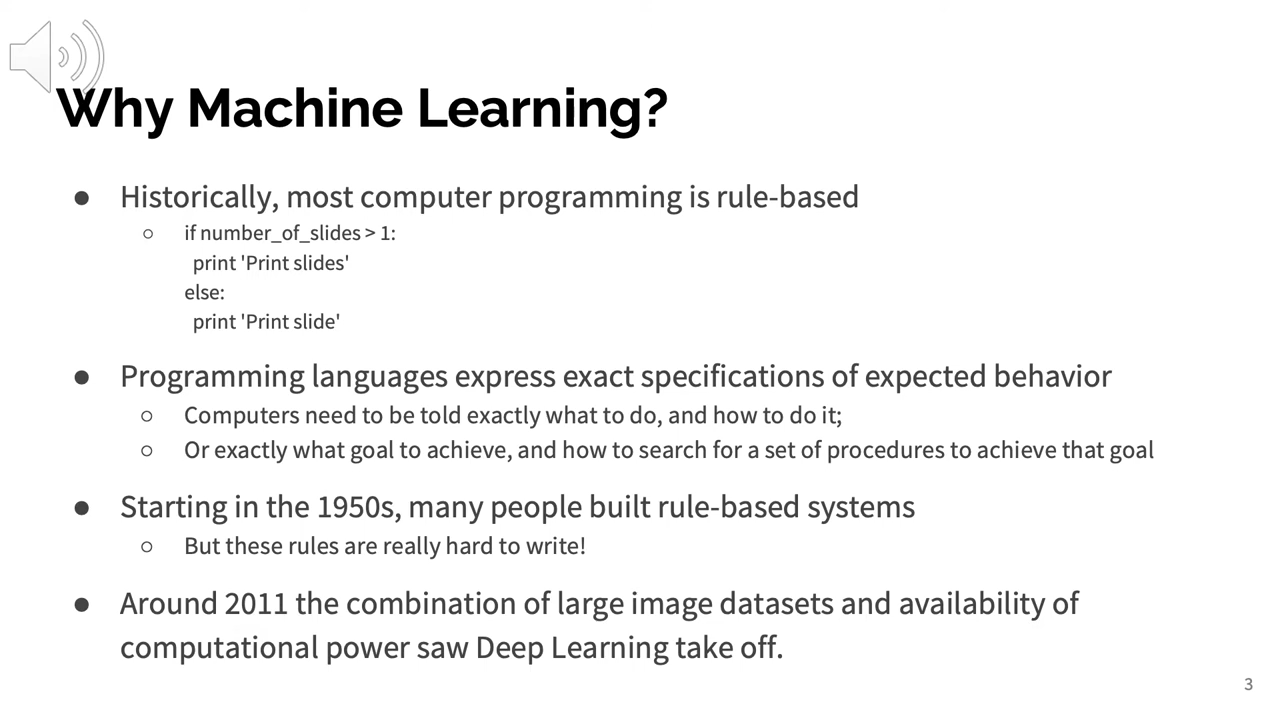 Why Machine Learning?
● Historically, most computer programming is rule-based
○ if number_of_slides > 1:
print 'Print slides'
else:
print 'Print slide'
● Programming languages express exact specifications of expected behavior
○ Computers need to be told exactly what to do, and how to do it;
○ Or exactly what goal to achieve, and how to search for a set of procedures to achieve that goal
● Starting in the 1950s, many people built rule-based systems
○ But these rules are really hard to write!
● Around 2011 the combination of large image datasets and availability of
computational power saw Deep Learning take off.
3